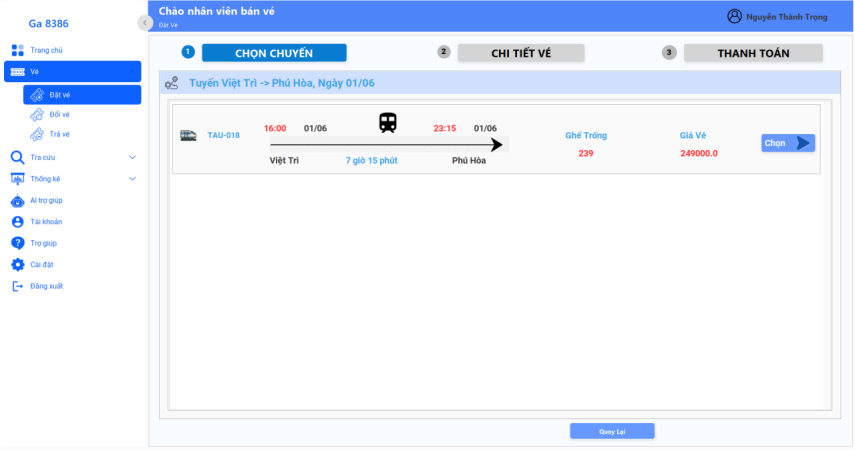 Ga 8386
Trang chủ
Vé
Đặt vé
Đổi vé
Trả vé
Tra cứu
Thống kê
AI trợ giúp
Tài khoản
Trợ giúp
Cài đặt
Đăng xuất
Chào nhân viên bán vé
Đặt Vé
Nguyễn Thành Trọng
1 CHỌN CHUYẾN
2 CHI TIẾT VÉ
3 THANH TOÁN
Tuyến Việt Trì -> Phú Hòa, Ngày 01/06
TAU-018
16:00 01/06 23:15 01/06
Việt Trì 7 giờ 15 phút Phú Hòa
Ghế Trống
239
Giá Vé
249000.0
Chọn
Quay Lại